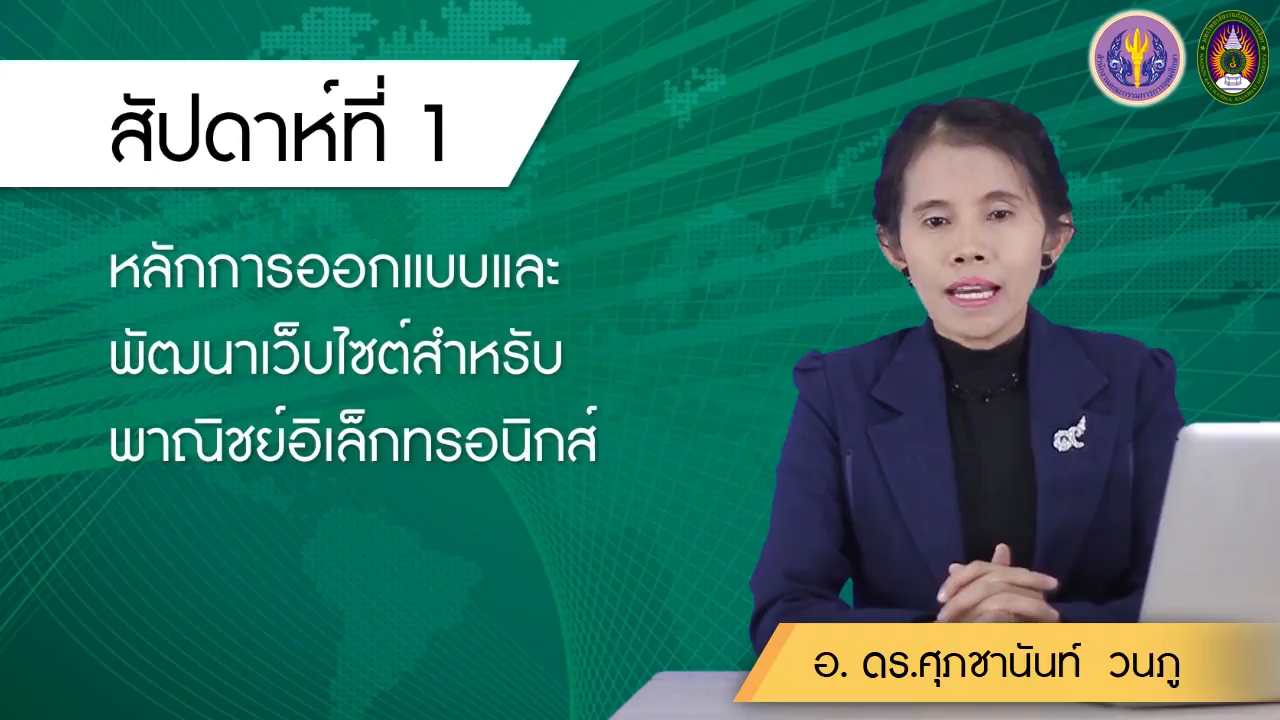 สัปดาห์ที่ 1
หลักการออกแบบและ
พัฒนาเว็บไซต์สำหรับ
พาณิชย์อิเล็กทรอนิกส์
อ. ดร.ศุภชานันท์ วนภู